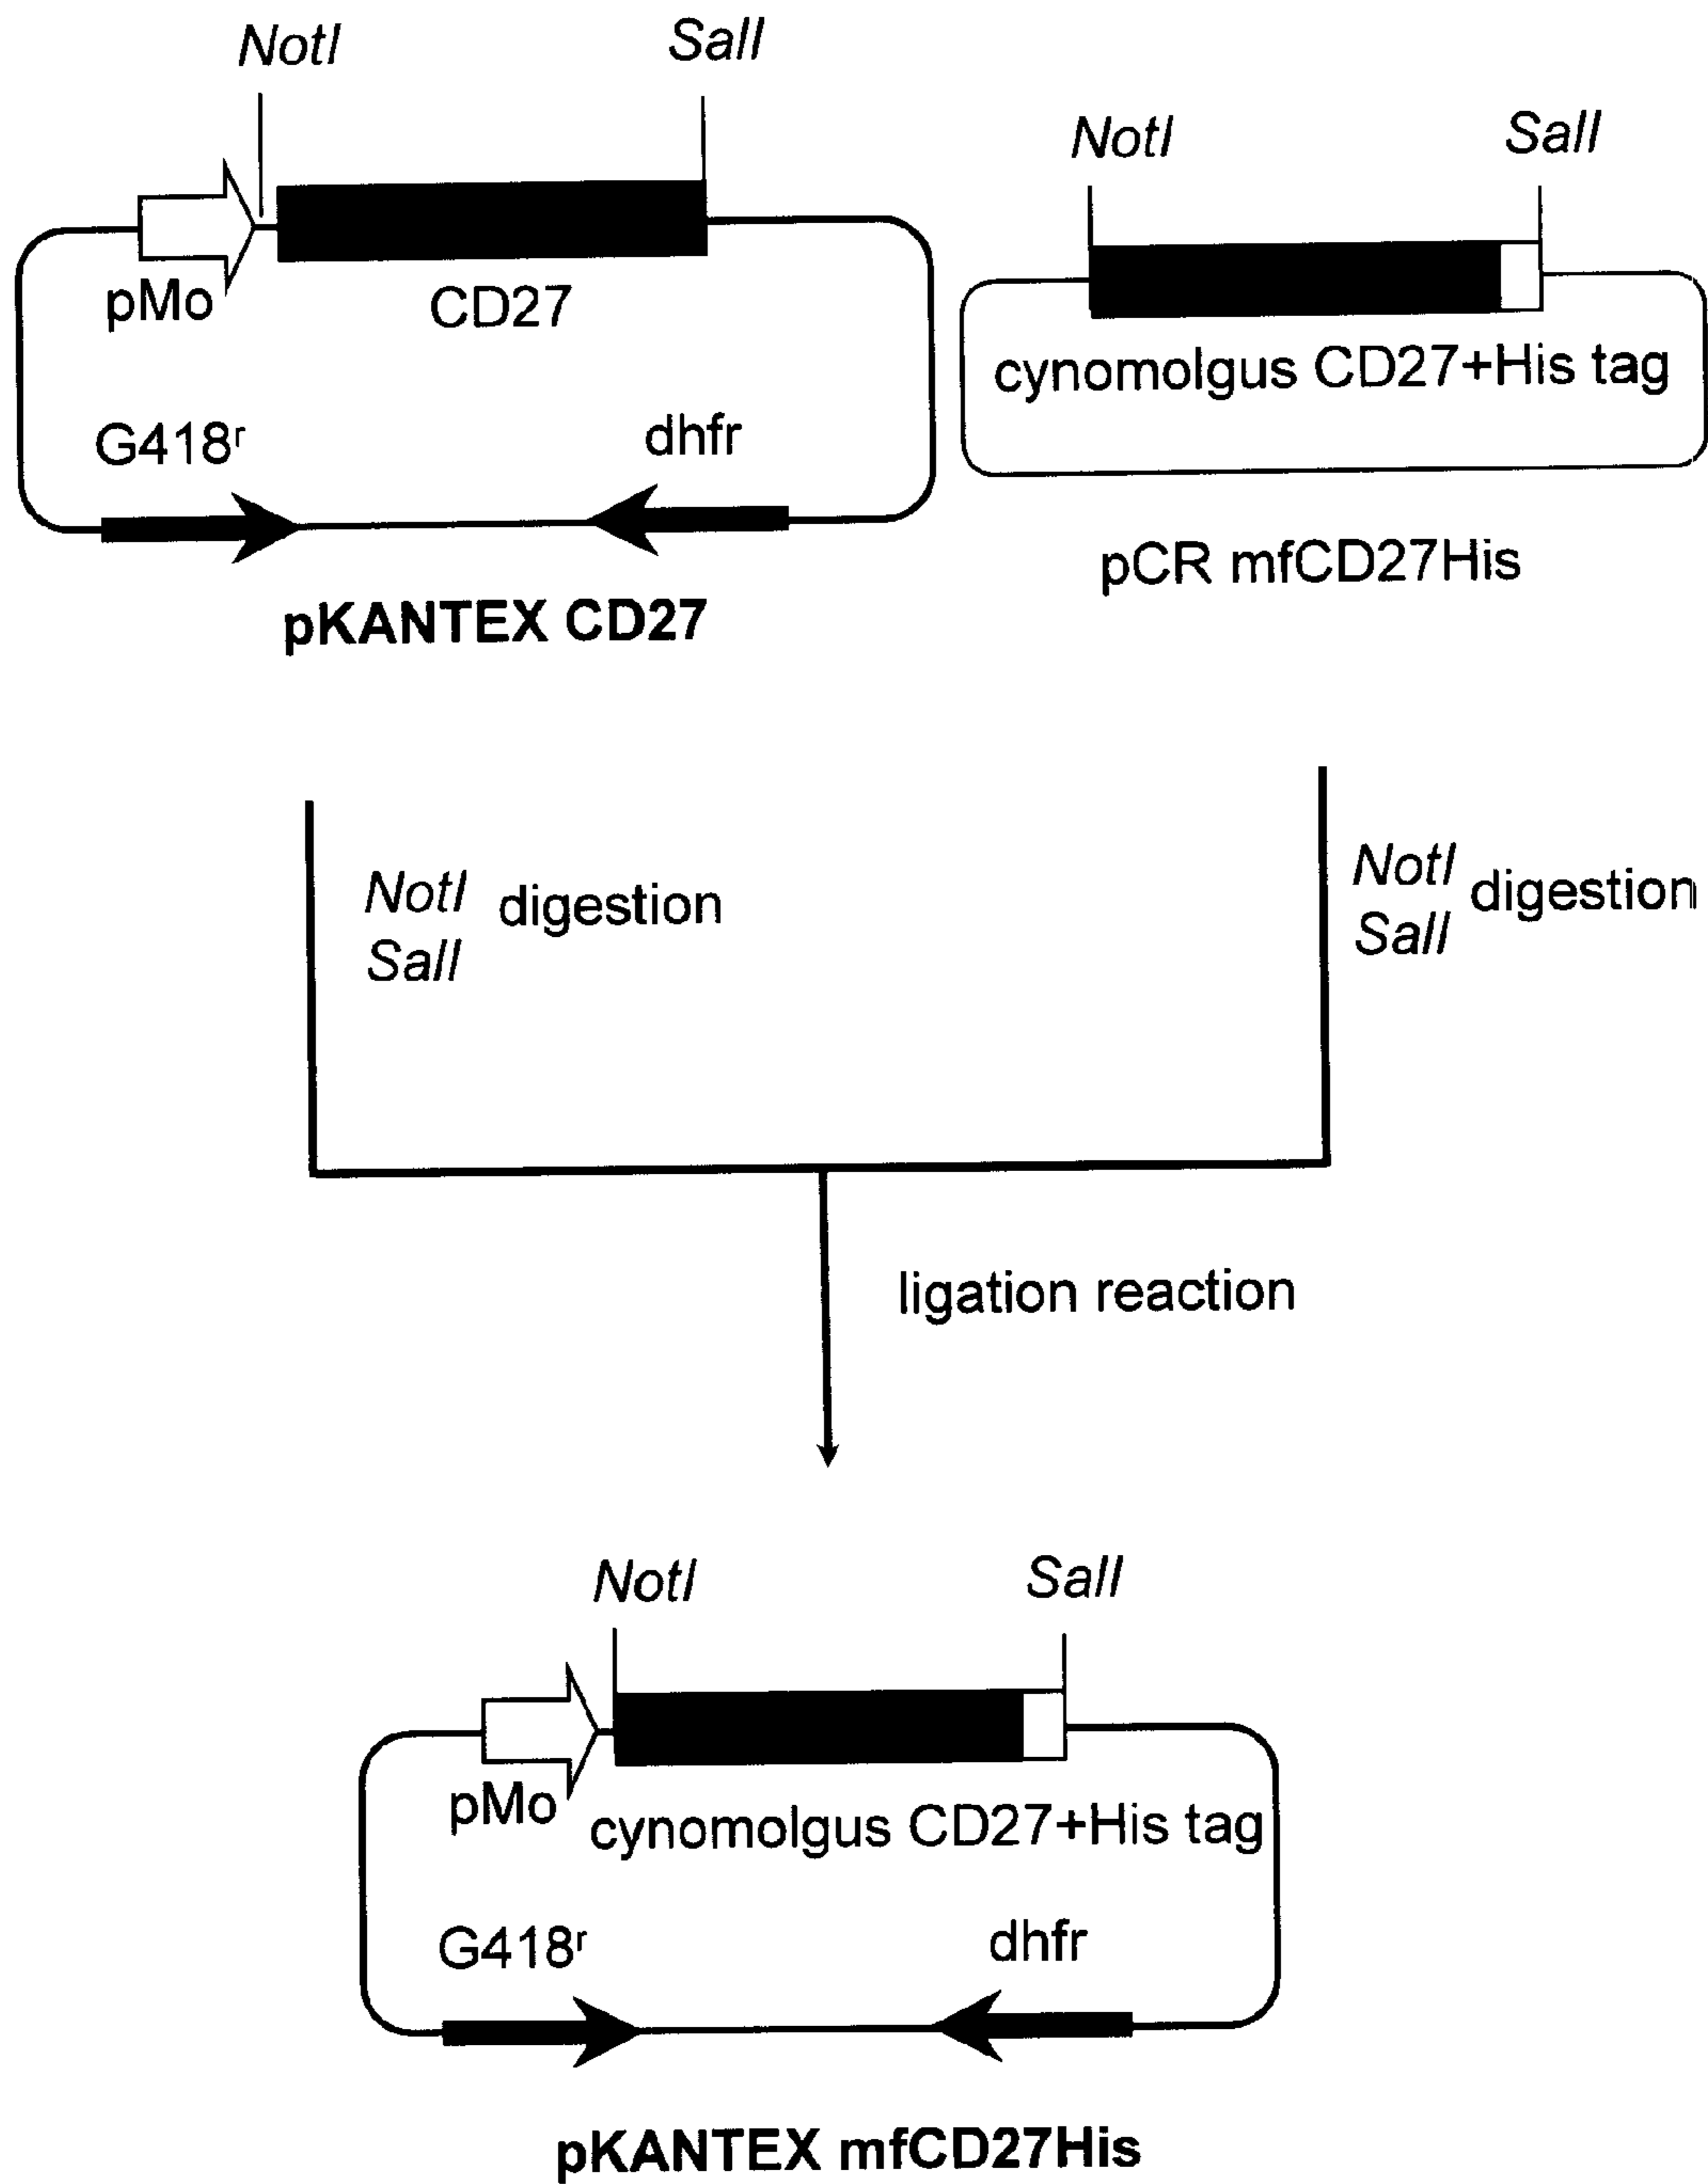 NotI
SalI
pMo
CD27
G418ʳ
dhfr
pKANTEX CD27
NotI
SalI
cynomolgus CD27+His tag
pCR mfCD27His
NotI digestion
SalI
NotI digestion
SalI
ligation reaction
NotI
SalI
pMo
cynomolgus CD27+His tag
G418ʳ
dhfr
pKANTEX mfCD27His